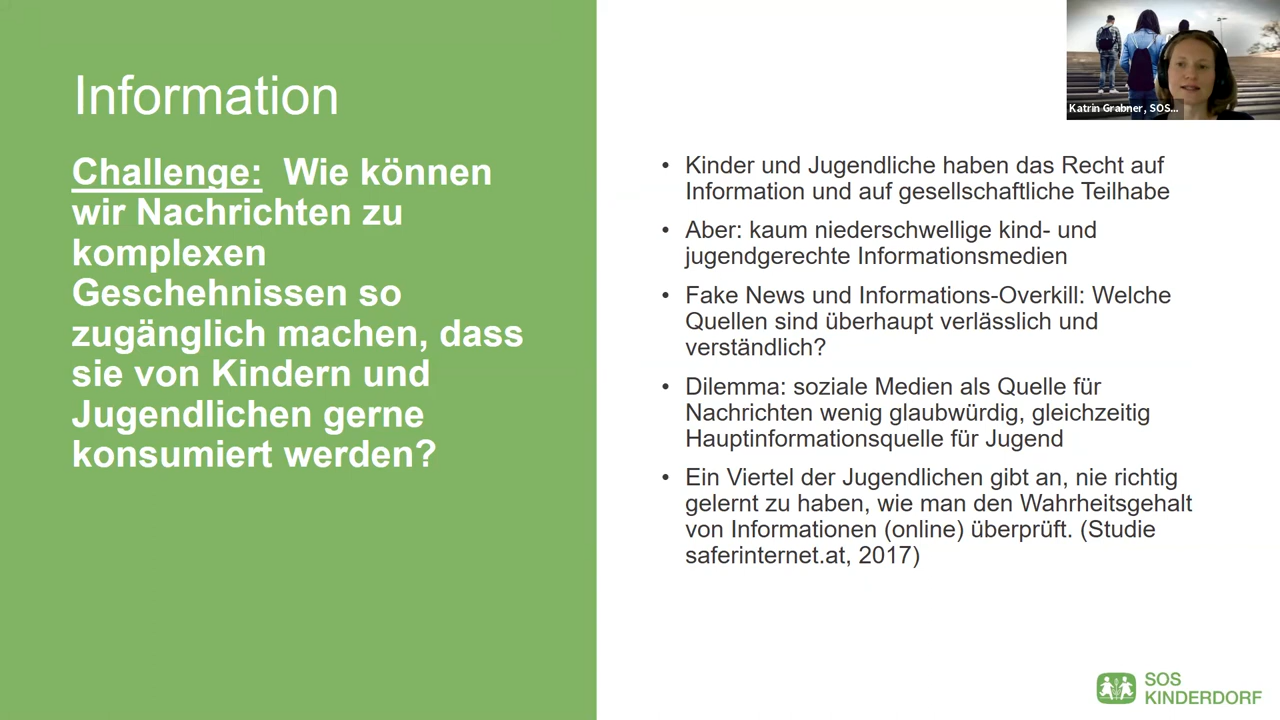 Information
Challenge: Wie können
wir Nachrichten zu
komplexen
Geschehnissen so
zugänglich machen, dass
sie von Kindern und
Jugendlichen gerne
konsumiert werden?
Katrin Grabner, SOS...
• Kinder und Jugendliche haben das Recht auf
Information und auf gesellschaftliche Teilhabe
• Aber: kaum niederschwellige kind- und
jugendgerechte Informationsmedien
• Fake News und Informations-Overkill: Welche
Quellen sind überhaupt verlässlich und
verständlich?
• Dilemma: soziale Medien als Quelle für
Nachrichten wenig glaubwürdig, gleichzeitig
Hauptinformationsquelle für Jugend
• Ein Viertel der Jugendlichen gibt an, nie richtig
gelernt zu haben, wie man den Wahrheitsgehalt
von Informationen (online) überprüft. (Studie
saferinternet.at, 2017)
SOS
KINDERDORF